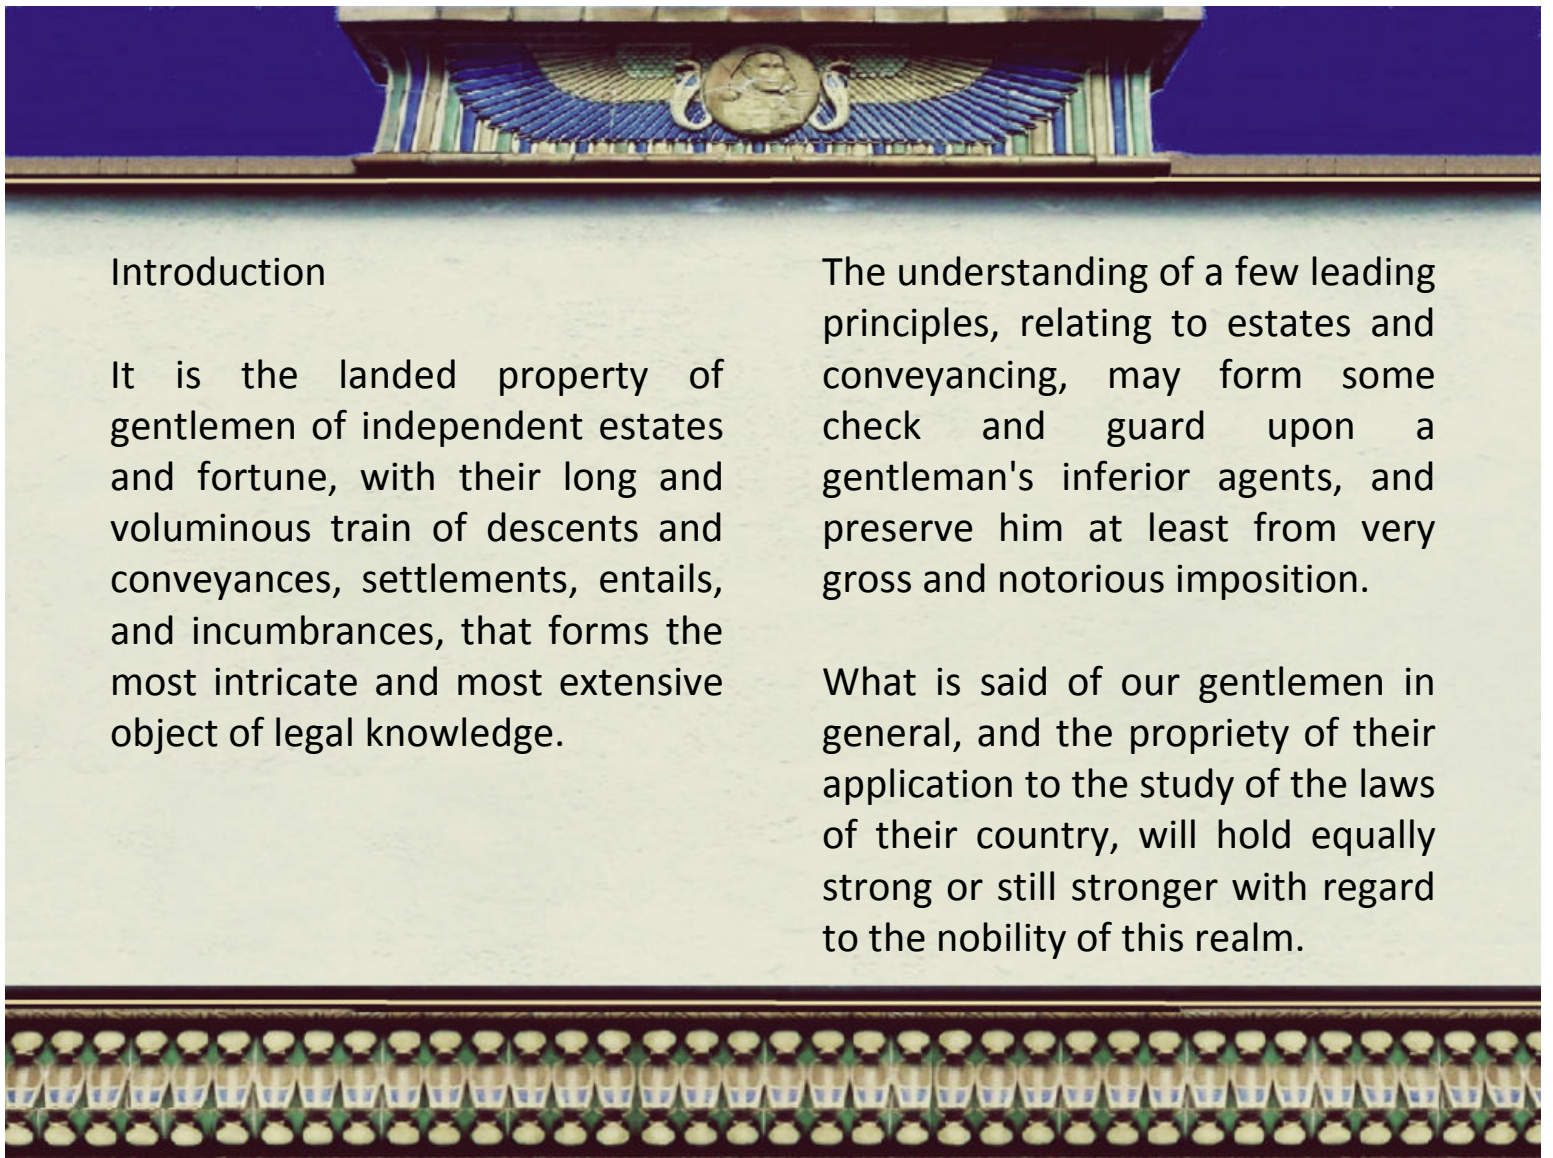 Introduction
It is the landed property of
gentlemen of independent estates
and fortune, with their long and
voluminous train of descents and
conveyances, settlements, entails,
and incumbrances, that forms the
most intricate and most extensive
object of legal knowledge.
The understanding of a few leading
principles, relating to estates and
conveyancing, may form some
check and guard upon a
gentleman's inferior agents, and
preserve him at least from very
gross and notorious imposition.
What is said of our gentlemen in
general, and the propriety of their
application to the study of the laws
of their country, will hold equally
strong or still stronger with regard
to the nobility of this realm.